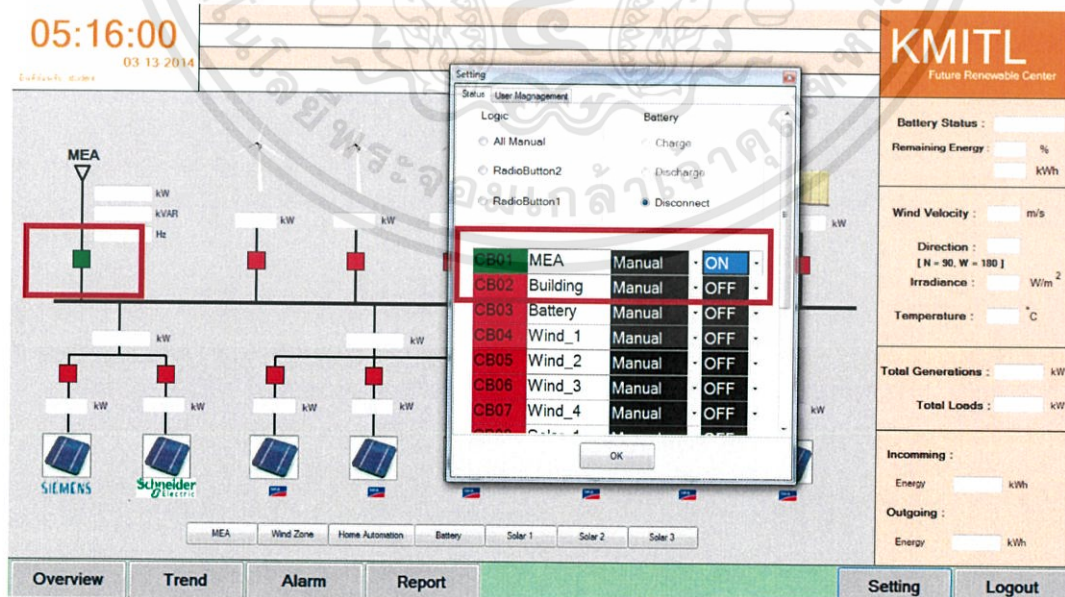 05:16:00
03-13-2014
KMITL
Future Renewable Center
Setting
Status User Magnagement
Logic Battery
All Manual Charge
RadioButton2 Discharge
RadioButton1 Disconnect
CB01 MEA Manual ON
CB02 Building Manual OFF
CB03 Battery Manual OFF
CB04 Wind_1 Manual OFF
CB05 Wind_2 Manual OFF
CB06 Wind_3 Manual OFF
CB07 Wind_4 Manual OFF
OK
MEA
kW
kVAR
Hz
kW
kW
kW
kW
kW
kW
kW
kW
kW
kW
SIEMENS
Schneider
Electric
MEA Wind Zone Home Automation Battery Solar 1 Solar 2 Solar 3
Battery Status :
Remaining Energy : %
kWh
Wind Velocity : m/s
Direction :
[ N = 90, W = 180 ]
Irradiance : W/m 2
Temperature : °C
Total Generations : kW
Total Loads : kW
Incomming :
Energy kWh
Outgoing :
Energy kWh
Overview Trend Alarm Report Setting Logout